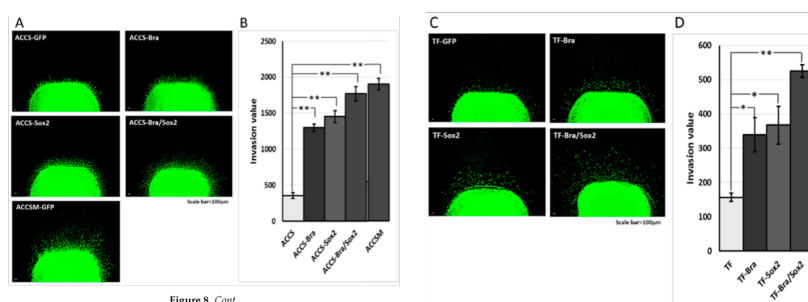 A
ACCS-GFP
ACCS-Bra
ACCS-Sox2
ACCS-Bra/Sox2
Scale bar=100μm
ACCSM-GFP
B
Invasion value
2500
2000
1500
1000
500
0
**
**
**
**
ACCS
ACCS-Bra
ACCS-Sox2
ACCS-Bra/Sox2
ACCSM
Figure 8. Cont.
C
TF-GFP
TF-Bra
TF-Sox2
TF-Bra/Sox2
Scale bar=100μm
D
Invasion value
600
500
400
300
200
100
0
**
*
*
TF
TF-Bra
TF-Sox2
TF-Bra/Sox2